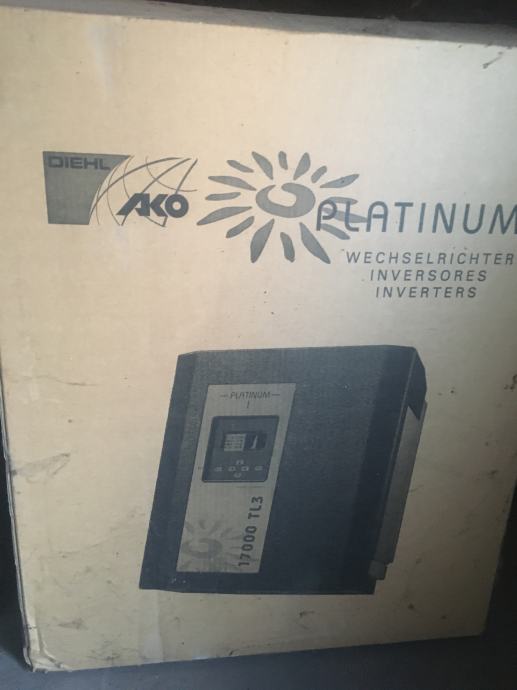 DIEHL
AKO
PLATINUM
WECHSELRICHTER
INVERSORES
INVERTERS
PLATINUM
17000 TL3